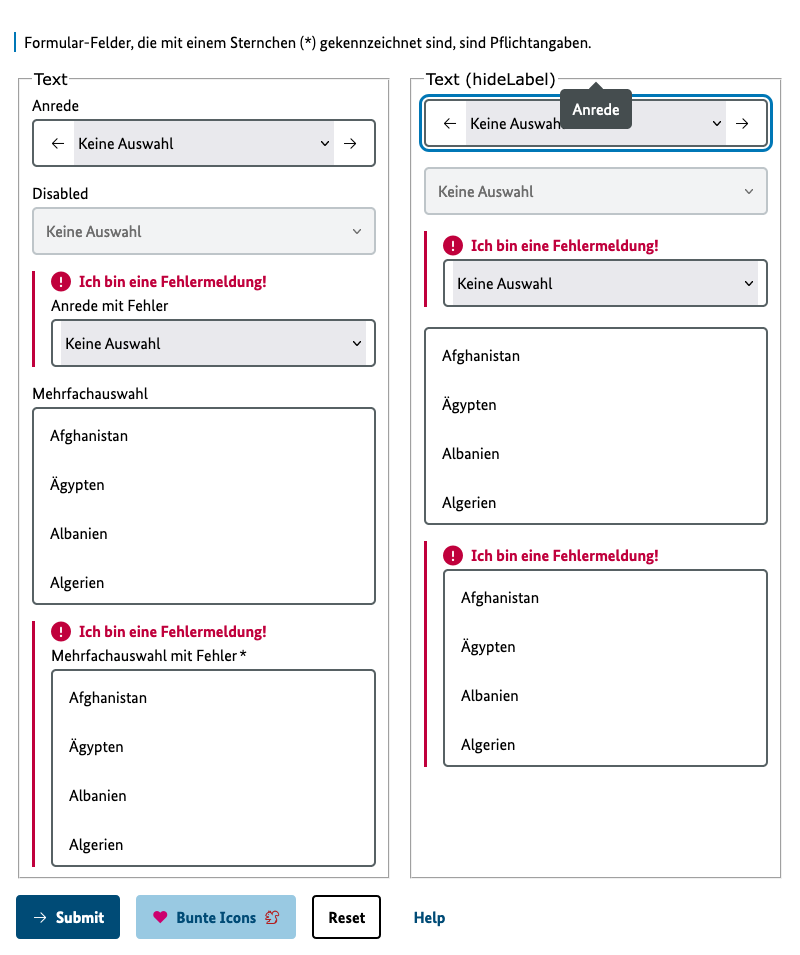 Formular-Felder, die mit einem Sternchen (*) gekennzeichnet sind, sind Pflichtangaben.
Text
Anrede
Keine Auswahl
Disabled
Keine Auswahl
Ich bin eine Fehlermeldung!
Anrede mit Fehler
Keine Auswahl
Mehrfachauswahl
Afghanistan
Ägypten
Albanien
Algerien
Ich bin eine Fehlermeldung!
Mehrfachauswahl mit Fehler*
Afghanistan
Ägypten
Albanien
Algerien
Text (hideLabel)
Anrede
Keine Auswahl
Keine Auswahl
Ich bin eine Fehlermeldung!
Keine Auswahl
Afghanistan
Ägypten
Albanien
Algerien
Ich bin eine Fehlermeldung!
Afghanistan
Ägypten
Albanien
Algerien
Submit
Bunte Icons
Reset
Help